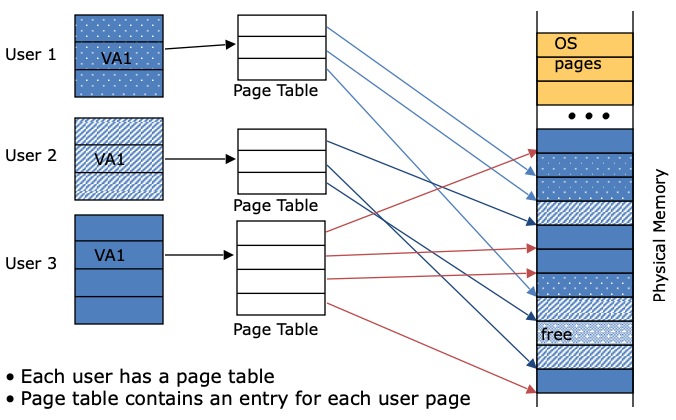 User 1
VA1
Page Table
User 2
VA1
Page Table
User 3
VA1
Page Table
OS
pages
• • •
free
Physical Memory
• Each user has a page table
• Page table contains an entry for each user page